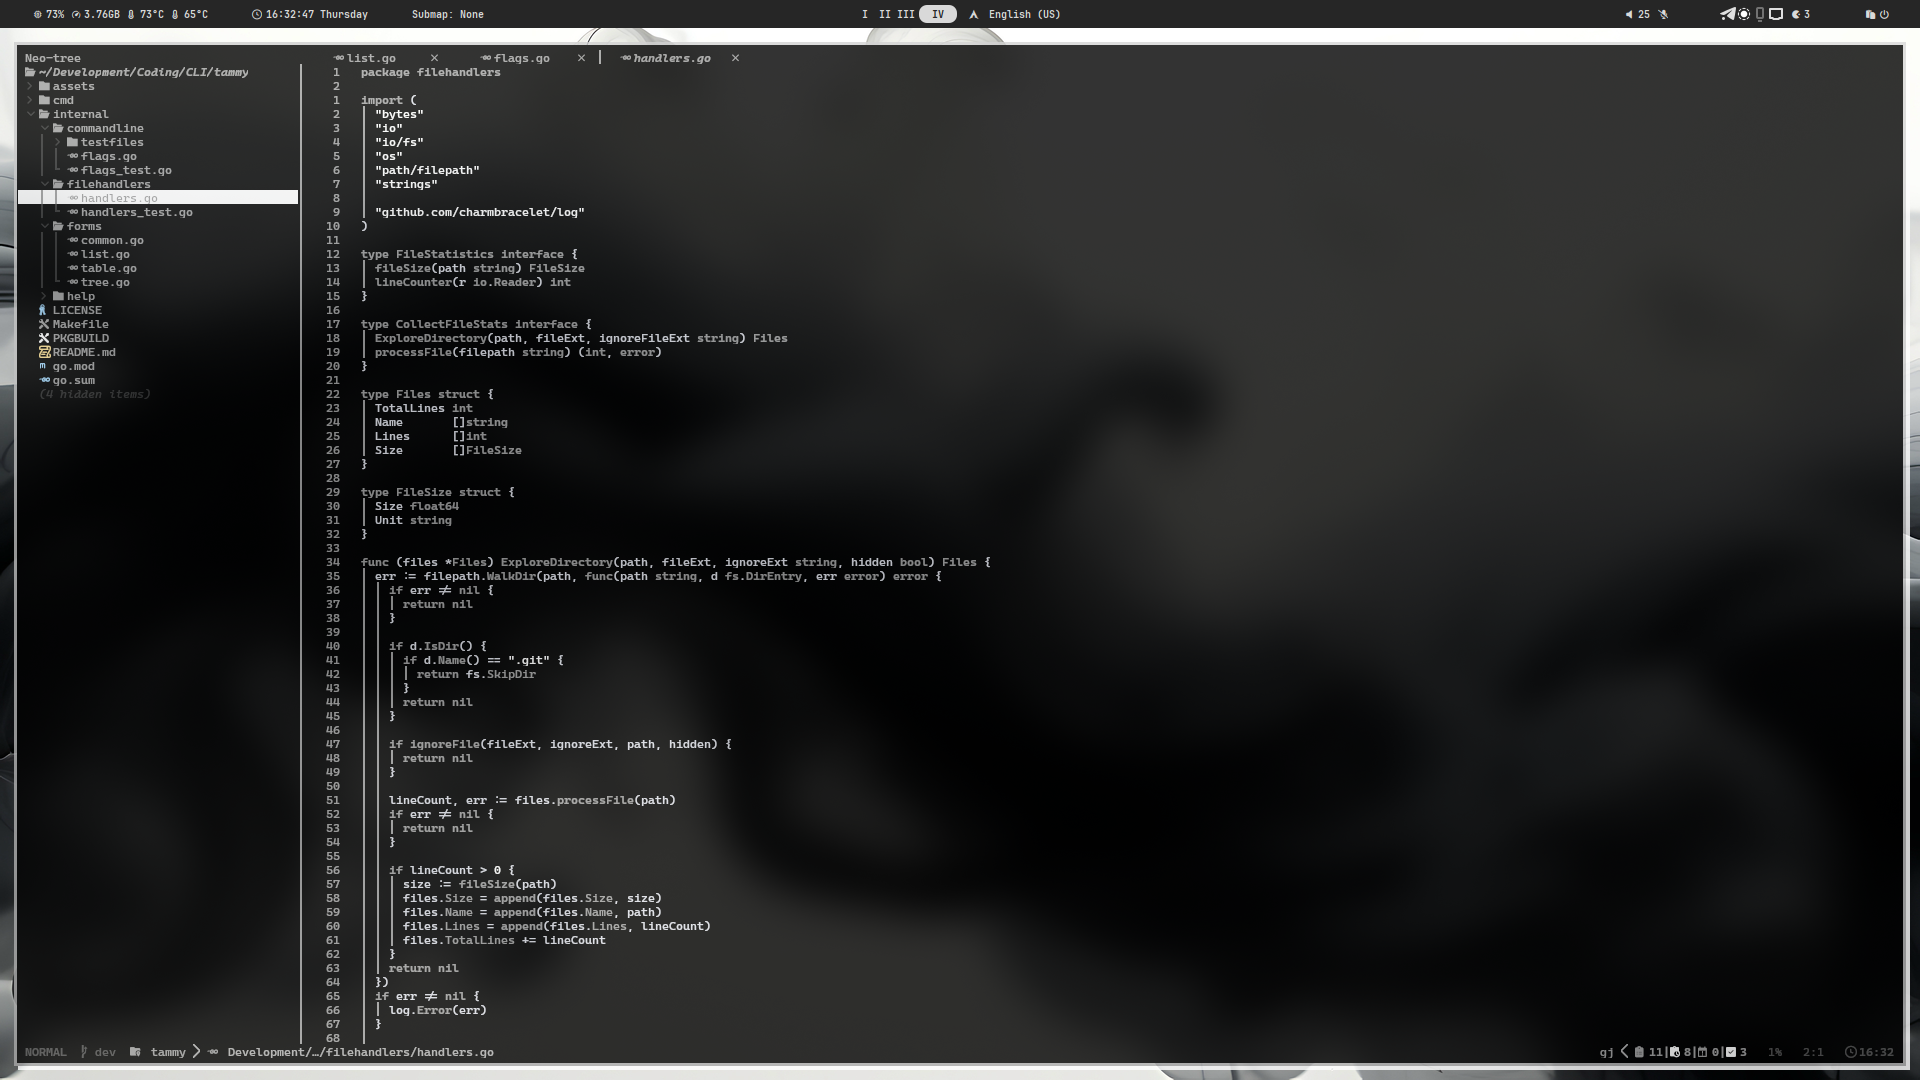 73% 3.76GB 73°C 65°C 16:32:47 Thursday Submap: None I II III IV English (US) 25 3
Neo-tree
~/Development/Coding/CLI/tammy
assets
cmd
internal
commandline
testfiles
flags.go
flags_test.go
filehandlers
handlers.go
handlers_test.go
forms
common.go
list.go
table.go
tree.go
help
LICENSE
Makefile
PKGBUILD
README.md
go.mod
go.sum
(4 hidden items)
list.go × flags.go × handlers.go ×
1 package filehandlers
2
1 import (
2 "bytes"
3 "io"
4 "io/fs"
5 "os"
6 "path/filepath"
7 "strings"
8
9 "github.com/charmbracelet/log"
10 )
11
12 type FileStatistics interface {
13 fileSize(path string) FileSize
14 lineCounter(r io.Reader) int
15 }
16
17 type CollectFileStats interface {
18 ExploreDirectory(path, fileExt, ignoreFileExt string) Files
19 processFile(filepath string) (int, error)
20 }
21
22 type Files struct {
23 TotalLines int
24 Name []string
25 Lines []int
26 Size []FileSize
27 }
28
29 type FileSize struct {
30 Size float64
31 Unit string
32 }
33
34 func (files *Files) ExploreDirectory(path, fileExt, ignoreExt string, hidden bool) Files {
35 err := filepath.WalkDir(path, func(path string, d fs.DirEntry, err error) error {
36 if err != nil {
37 return nil
38 }
39
40 if d.IsDir() {
41 if d.Name() == ".git" {
42 return fs.SkipDir
43 }
44 return nil
45 }
46
47 if ignoreFile(fileExt, ignoreExt, path, hidden) {
48 return nil
49 }
50
51 lineCount, err := files.processFile(path)
52 if err != nil {
53 return nil
54 }
55
56 if lineCount > 0 {
57 size := fileSize(path)
58 files.Size = append(files.Size, size)
59 files.Name = append(files.Name, path)
60 files.Lines = append(files.Lines, lineCount)
61 files.TotalLines += lineCount
62 }
63 return nil
64 })
65 if err != nil {
66 log.Error(err)
67 }
68
NORMAL dev tammy > Development/…/filehandlers/handlers.go gj < 11| 8| 0| 3 1% 2:1 16:32